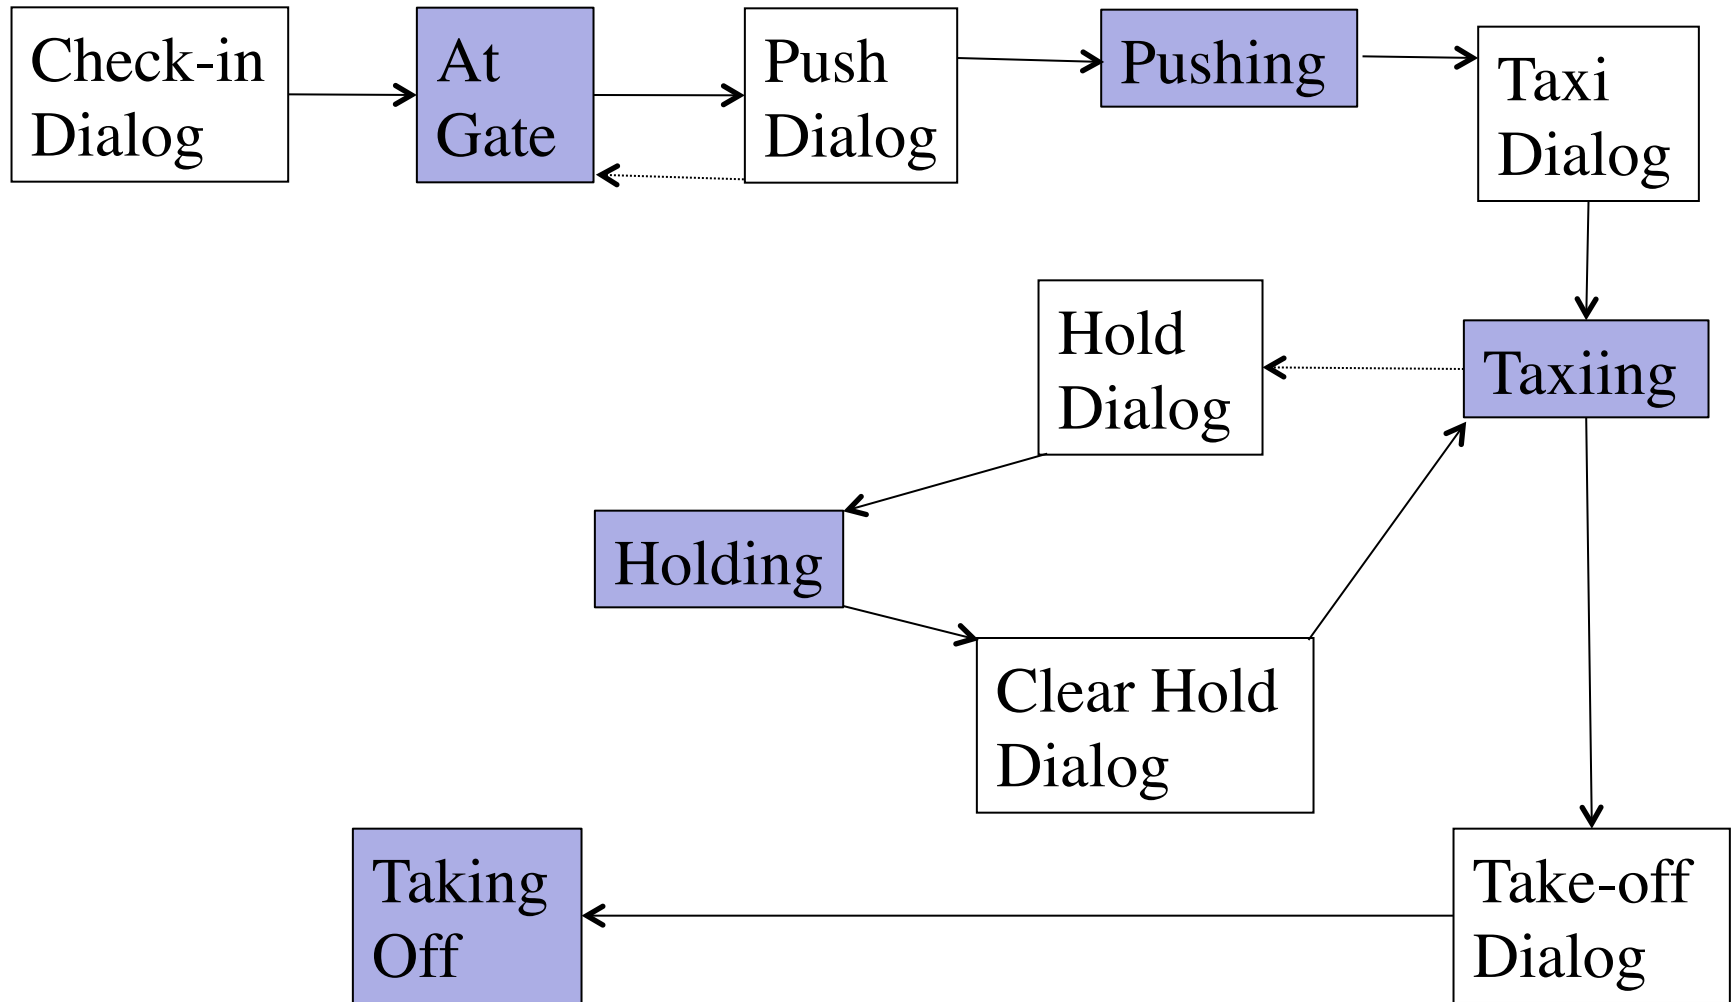 Check-in
Dialog
At
Gate
Push
Dialog
Pushing
Taxi
Dialog
Hold
Dialog
Taxiing
Holding
Clear Hold
Dialog
Taking
Off
Take-off
Dialog